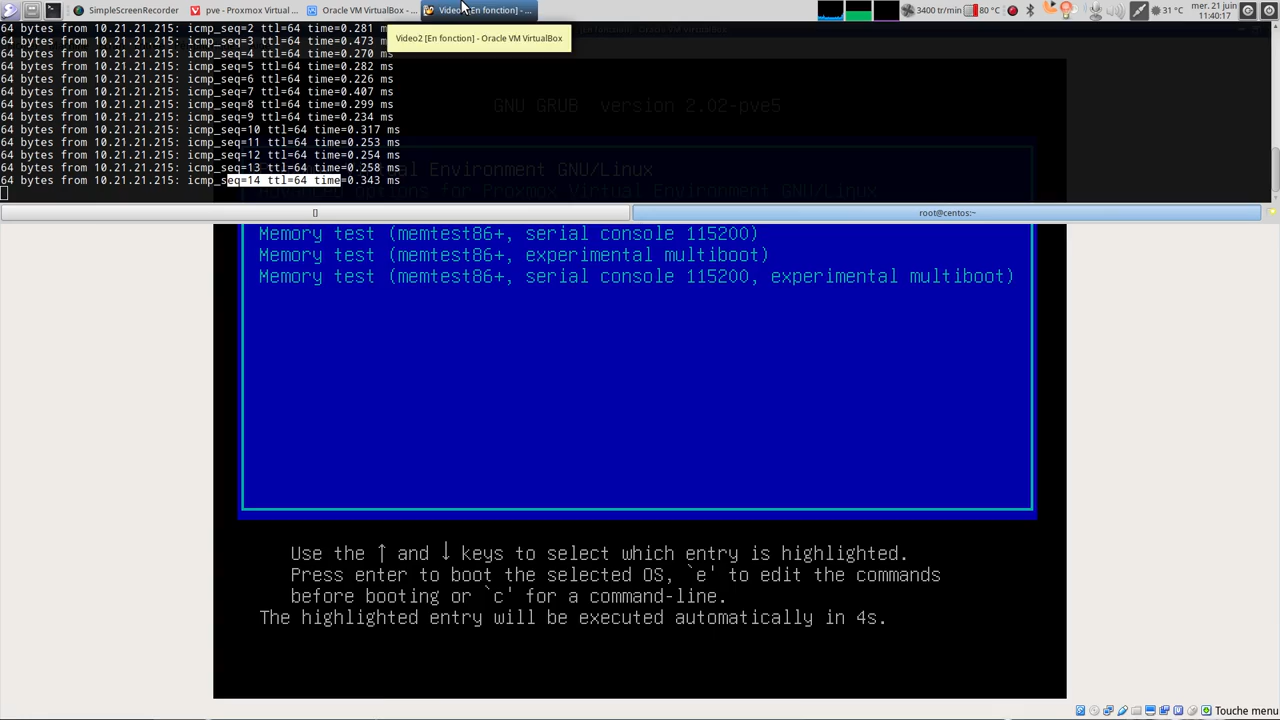 SimpleScreenRecorder
pve - Proxmox Virtual ...
Oracle VM VirtualBox - ...
Video2 [En fonction] - ...
3400 tr/min
80 °C
31 °C
mer. 21 juin
11:40:17
Video2 [En fonction] - Oracle VM VirtualBox
64 bytes from 10.21.21.215: icmp_seq=2 ttl=64 time=0.281 ms
64 bytes from 10.21.21.215: icmp_seq=3 ttl=64 time=0.473 ms
64 bytes from 10.21.21.215: icmp_seq=4 ttl=64 time=0.270 ms
64 bytes from 10.21.21.215: icmp_seq=5 ttl=64 time=0.282 ms
64 bytes from 10.21.21.215: icmp_seq=6 ttl=64 time=0.226 ms
64 bytes from 10.21.21.215: icmp_seq=7 ttl=64 time=0.407 ms
64 bytes from 10.21.21.215: icmp_seq=8 ttl=64 time=0.299 ms
64 bytes from 10.21.21.215: icmp_seq=9 ttl=64 time=0.234 ms
64 bytes from 10.21.21.215: icmp_seq=10 ttl=64 time=0.317 ms
64 bytes from 10.21.21.215: icmp_seq=11 ttl=64 time=0.253 ms
64 bytes from 10.21.21.215: icmp_seq=12 ttl=64 time=0.254 ms
64 bytes from 10.21.21.215: icmp_seq=13 ttl=64 time=0.258 ms
64 bytes from 10.21.21.215: icmp_seq=14 ttl=64 time=0.343 ms
GNU GRUB version 2.02-pve5
al Environment GNU/Linux
ions for Proxmox Virtual Environment GNU/Linux
[]
root@centos:~
Memory test (memtest86+, serial console 115200)
Memory test (memtest86+, experimental multiboot)
Memory test (memtest86+, serial console 115200, experimental multiboot)
Use the ↑ and ↓ keys to select which entry is highlighted.
Press enter to boot the selected OS, `e' to edit the commands
before booting or `c' for a command-line.
The highlighted entry will be executed automatically in 4s.
Touche menu